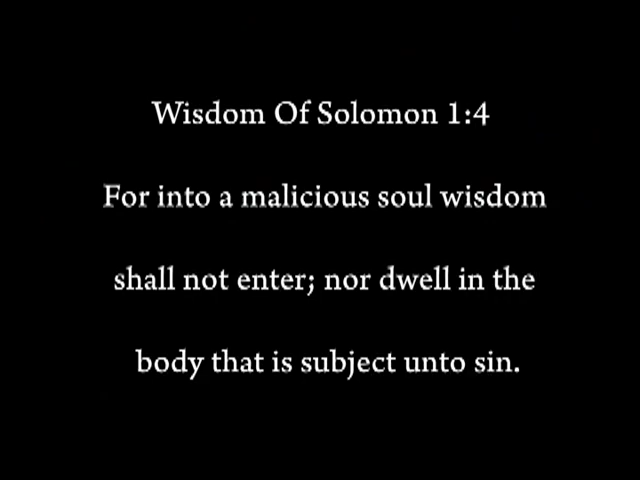 Wisdom Of Solomon 1:4
For into a malicious soul wisdom
shall not enter; nor dwell in the
body that is subject unto sin.